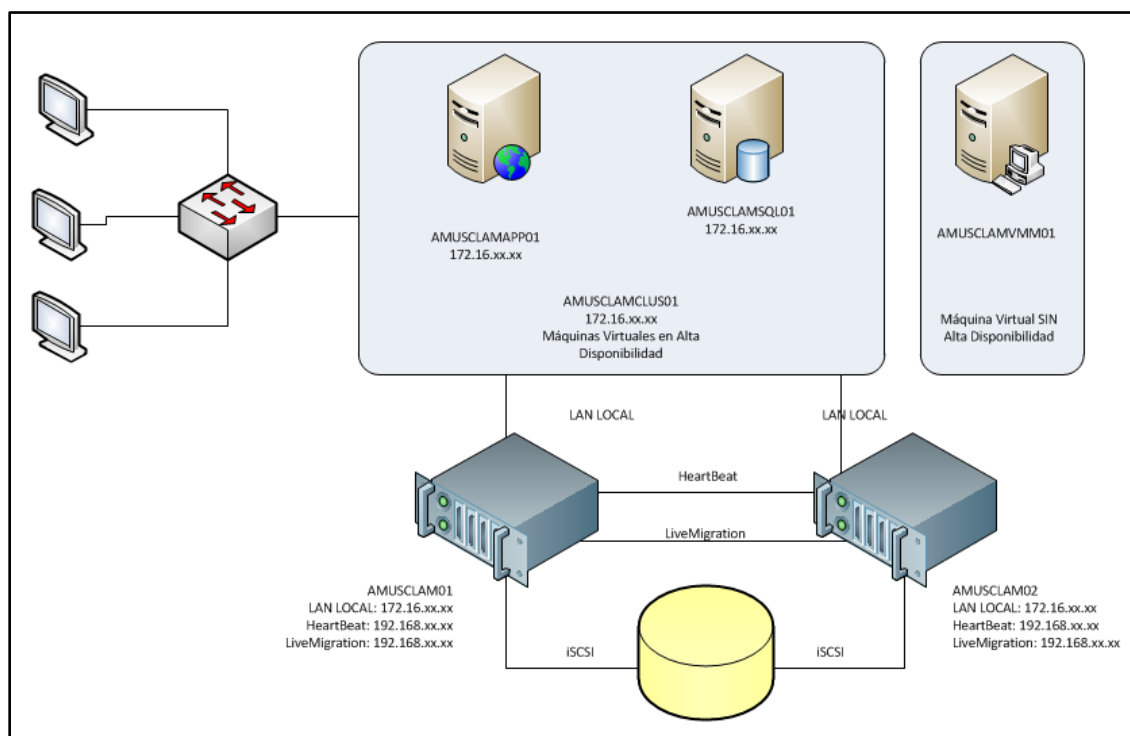 AMUSCLAMAPP01
172.16.xx.xx
AMUSCLAMSQL01
172.16.xx.xx
AMUSCLAMVMM01
AMUSCLAMCLUS01
172.16.xx.xx
Máquinas Virtuales en Alta
Disponibilidad
Máquina Virtual SIN
Alta Disponibilidad
LAN LOCAL
LAN LOCAL
HeartBeat
LiveMigration
AMUSCLAM01
LAN LOCAL: 172.16.xx.xx
HeartBeat: 192.168.xx.xx
LiveMigration: 192.168.xx.xx
AMUSCLAM02
LAN LOCAL: 172.16.xx.xx
HeartBeat: 192.168.xx.xx
LiveMigration: 192.168.xx.xx
iSCSI
iSCSI